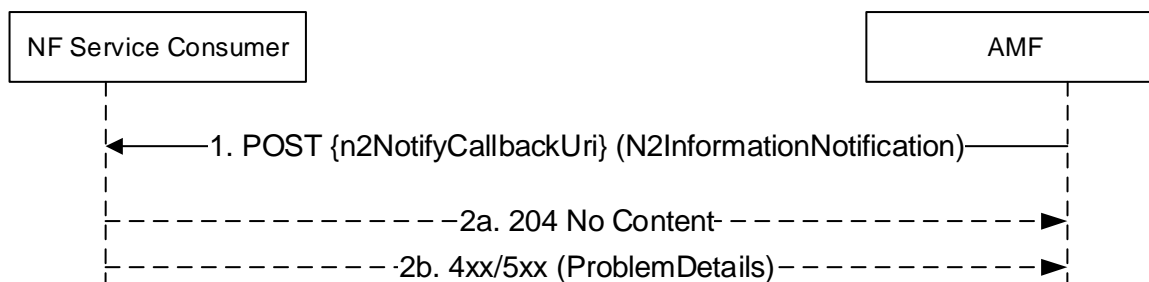 NF Service Consumer
AMF
1. POST {n2NotifyCallbackUri} (N2InformationNotification)
2a. 204 No Content
2b. 4xx/5xx (ProblemDetails)